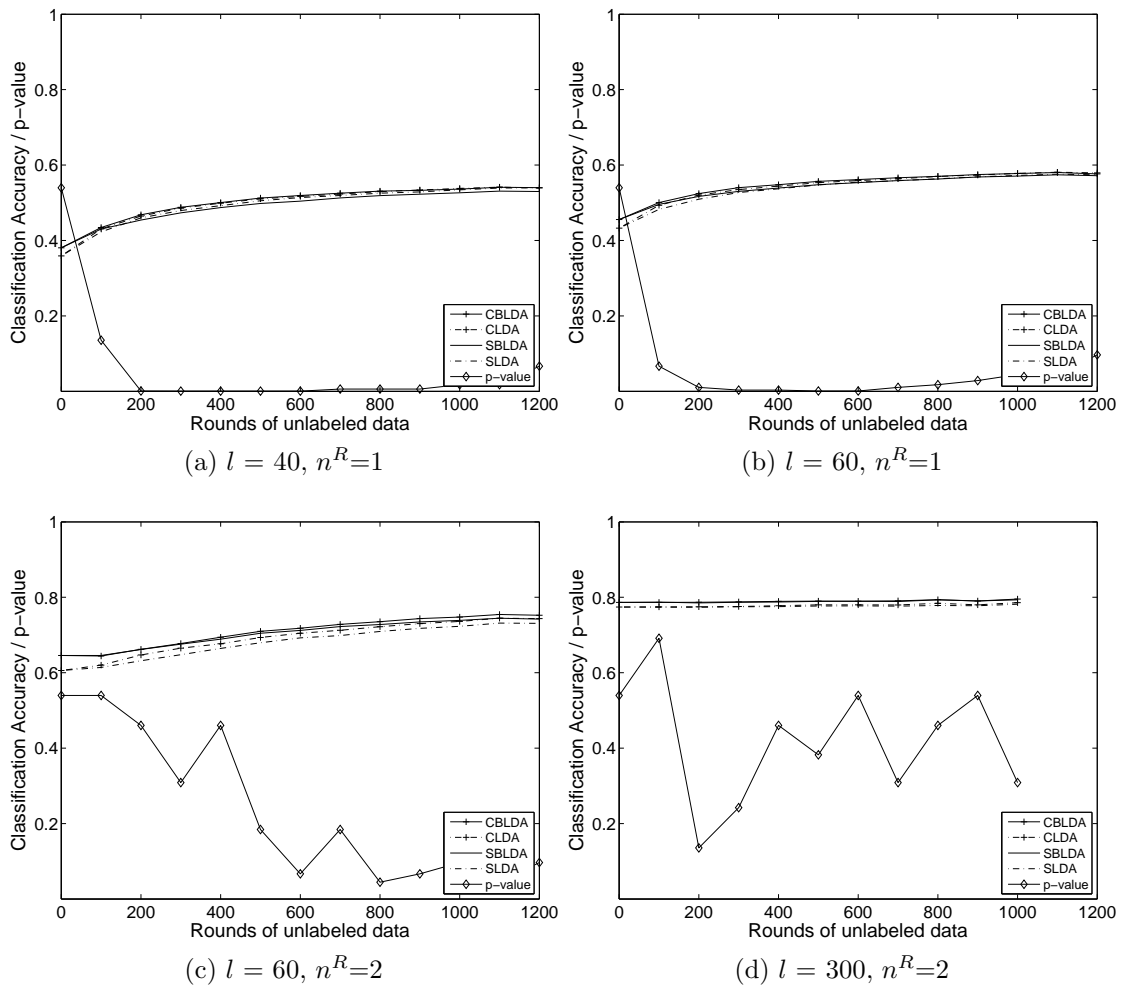 1
0.8
0.6
0.4
0.2
0 200 400 600 800 1000 1200
Classification Accuracy / p−value
Rounds of unlabeled data
CBLDA
CLDA
SBLDA
SLDA
p−value
(a) l = 40, n^R=1
1
0.8
0.6
0.4
0.2
0 200 400 600 800 1000 1200
Classification Accuracy / p−value
Rounds of unlabeled data
CBLDA
CLDA
SBLDA
SLDA
p−value
(b) l = 60, n^R=1
1
0.8
0.6
0.4
0.2
0 200 400 600 800 1000 1200
Classification Accuracy / p−value
Rounds of unlabeled data
CBLDA
CLDA
SBLDA
SLDA
p−value
(c) l = 60, n^R=2
1
0.8
0.6
0.4
0.2
0 200 400 600 800 1000 1200
Classification Accuracy / p−value
Rounds of unlabeled data
CBLDA
CLDA
SBLDA
SLDA
p−value
(d) l = 300, n^R=2